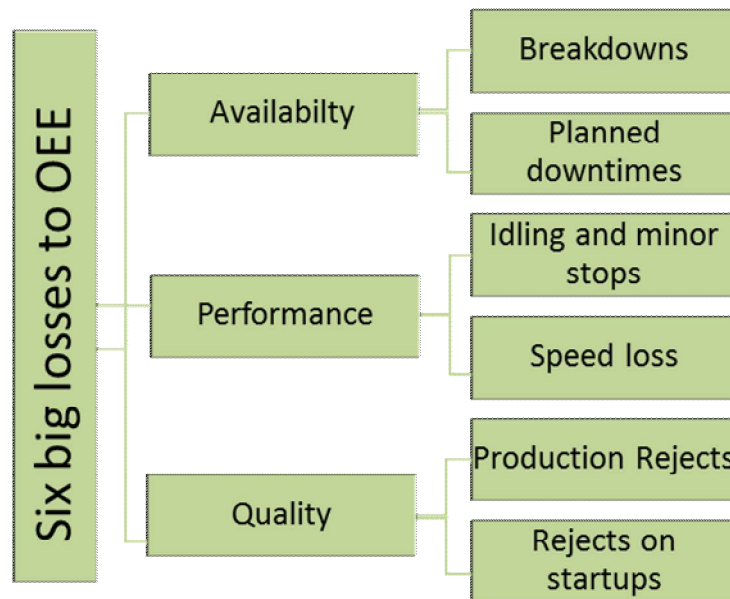 Six big losses to OEE
Availabilty
Breakdowns
Planned
downtimes
Performance
Idling and minor
stops
Speed loss
Quality
Production Rejects
Rejects on
startups